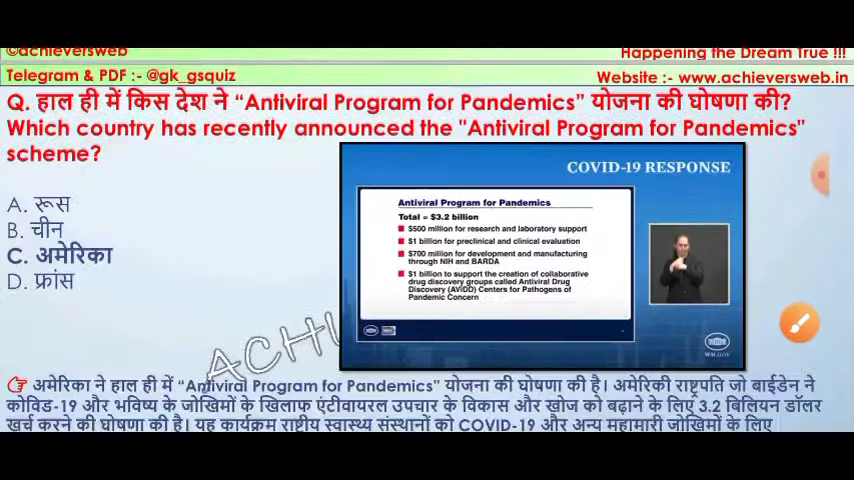 ©achieversweb
Happening the Dream True !!!
Telegram & PDF :- @gk_gsquiz
Website :- www.achieversweb.in
Q. हाल ही में किस देश ने “Antiviral Program for Pandemics” योजना की घोषणा की?
Which country has recently announced the "Antiviral Program for Pandemics"
scheme?
A. रूस
B. चीन
C. अमेरिका
D. फ्रांस
COVID-19 RESPONSE
Antiviral Program for Pandemics
Total = $3.2 billion
$500 million for research and laboratory support
$1 billion for preclinical and clinical evaluation
$700 million for development and manufacturing
through NIH and BARDA
$1 billion to support the creation of collaborative
drug discovery groups called Antiviral Drug
Discovery (AViDD) Centers for Pathogens of
Pandemic Concern
WH.GOV
अमेरिका ने हाल ही में “Antiviral Program for Pandemics” योजना की घोषणा की है। अमेरिकी राष्ट्रपति जो बाईडेन ने
कोविड-19 और भविष्य के जोखिमों के खिलाफ एंटीवायरल उपचार के विकास और खोज को बढ़ाने के लिए 3.2 बिलियन डॉलर
खर्च करने की घोषणा की है। यह कार्यक्रम राष्ट्रीय स्वास्थ्य संस्थानों को COVID-19 और अन्य महामारी जोखिमों के लिए